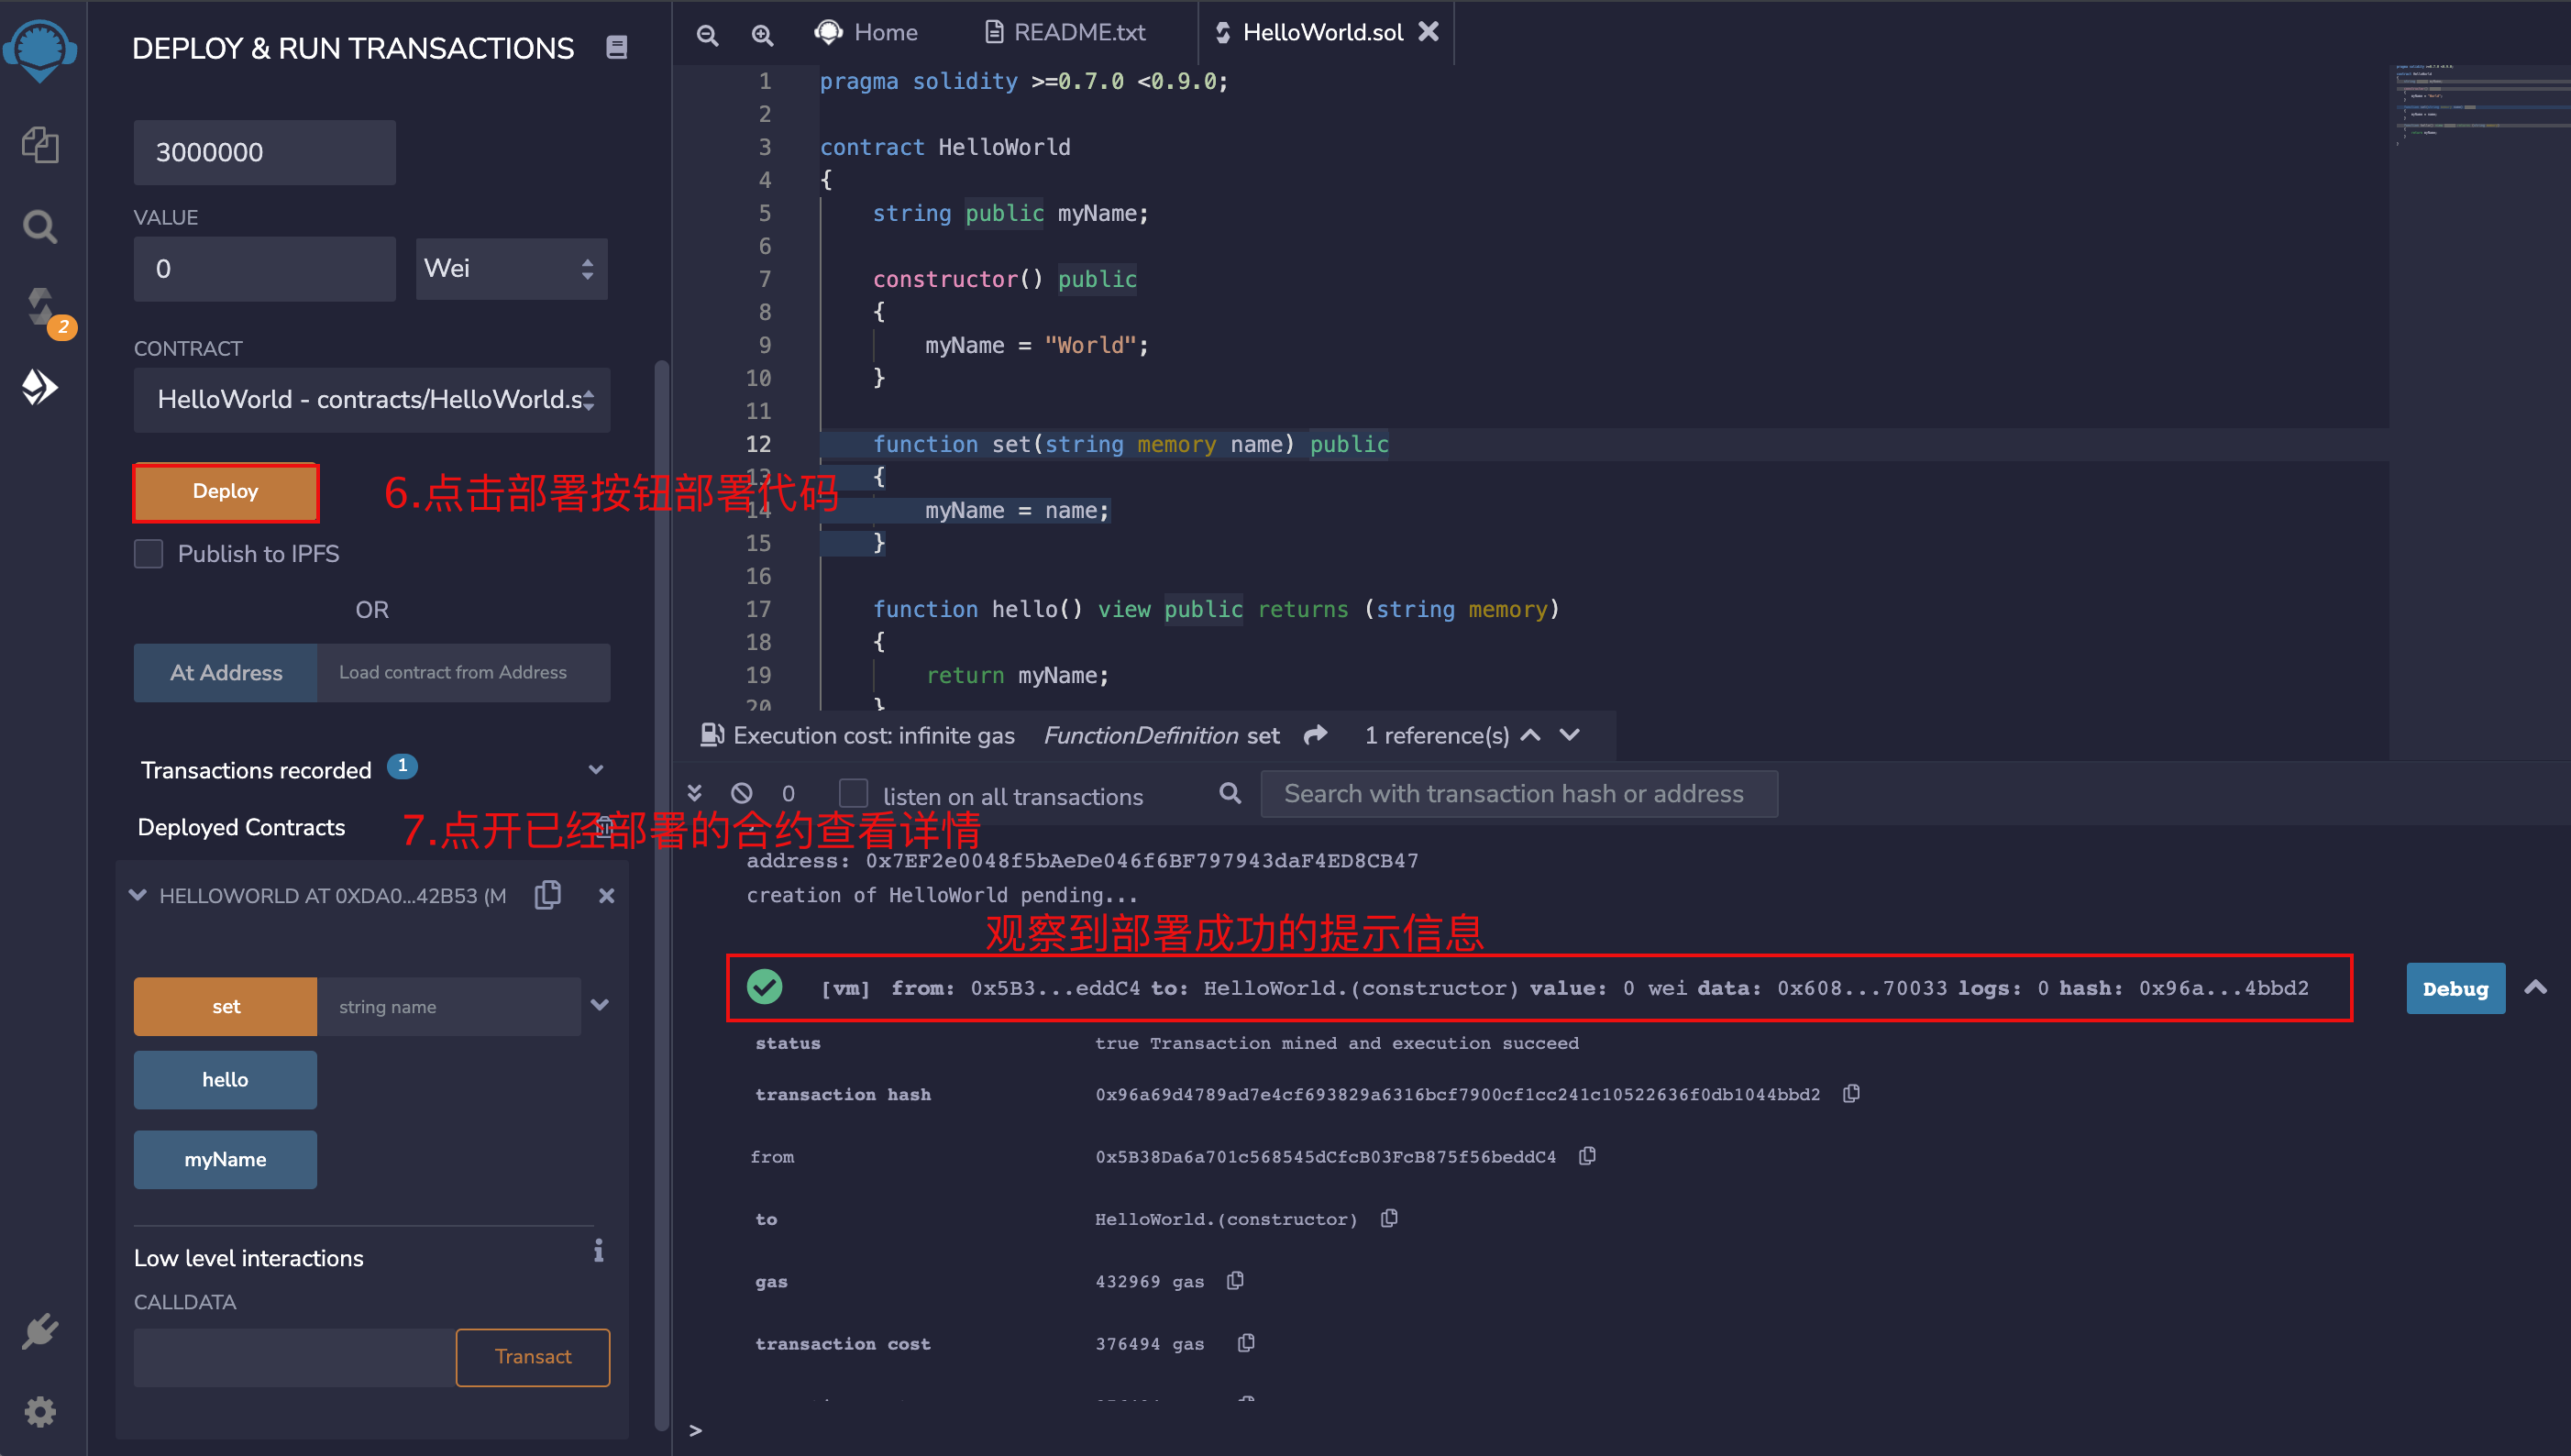 DEPLOY & RUN TRANSACTIONS
3000000
VALUE
0
Wei
2
CONTRACT
HelloWorld - contracts/HelloWorld.s
Deploy
6.点击部署按钮部署代码
Publish to IPFS
OR
At Address
Load contract from Address
Transactions recorded 1
Deployed Contracts
7.点开已经部署的合约查看详情
HELLOWORLD AT 0XDA0...42B53 (M
set
string name
hello
myName
Low level interactions
i
CALLDATA
Transact
Home
README.txt
HelloWorld.sol
1 pragma solidity >=0.7.0 <0.9.0;
2
3 contract HelloWorld
4 {
5 string public myName;
6
7 constructor() public
8 {
9 myName = "World";
10 }
11
12 function set(string memory name) public
13 {
14 myName = name;
15 }
16
17 function hello() view public returns (string memory)
18 {
19 return myName;
20 }
Execution cost: infinite gas FunctionDefinition set 1 reference(s)
0
listen on all transactions
Search with transaction hash or address
address: 0x7EF2e0048f5bAeDe046f6BF797943daF4ED8CB47
creation of HelloWorld pending...
观察到部署成功的提示信息
[vm] from: 0x5B3...eddC4 to: HelloWorld.(constructor) value: 0 wei data: 0x608...70033 logs: 0 hash: 0x96a...4bbd2
Debug
status true Transaction mined and execution succeed
transaction hash 0x96a69d4789ad7e4cf693829a6316bcf7900cf1cc241c10522636f0db1044bbd2
from 0x5B38Da6a701c568545dCfcB03FcB875f56beddC4
to HelloWorld.(constructor)
gas 432969 gas
transaction cost 376494 gas
>